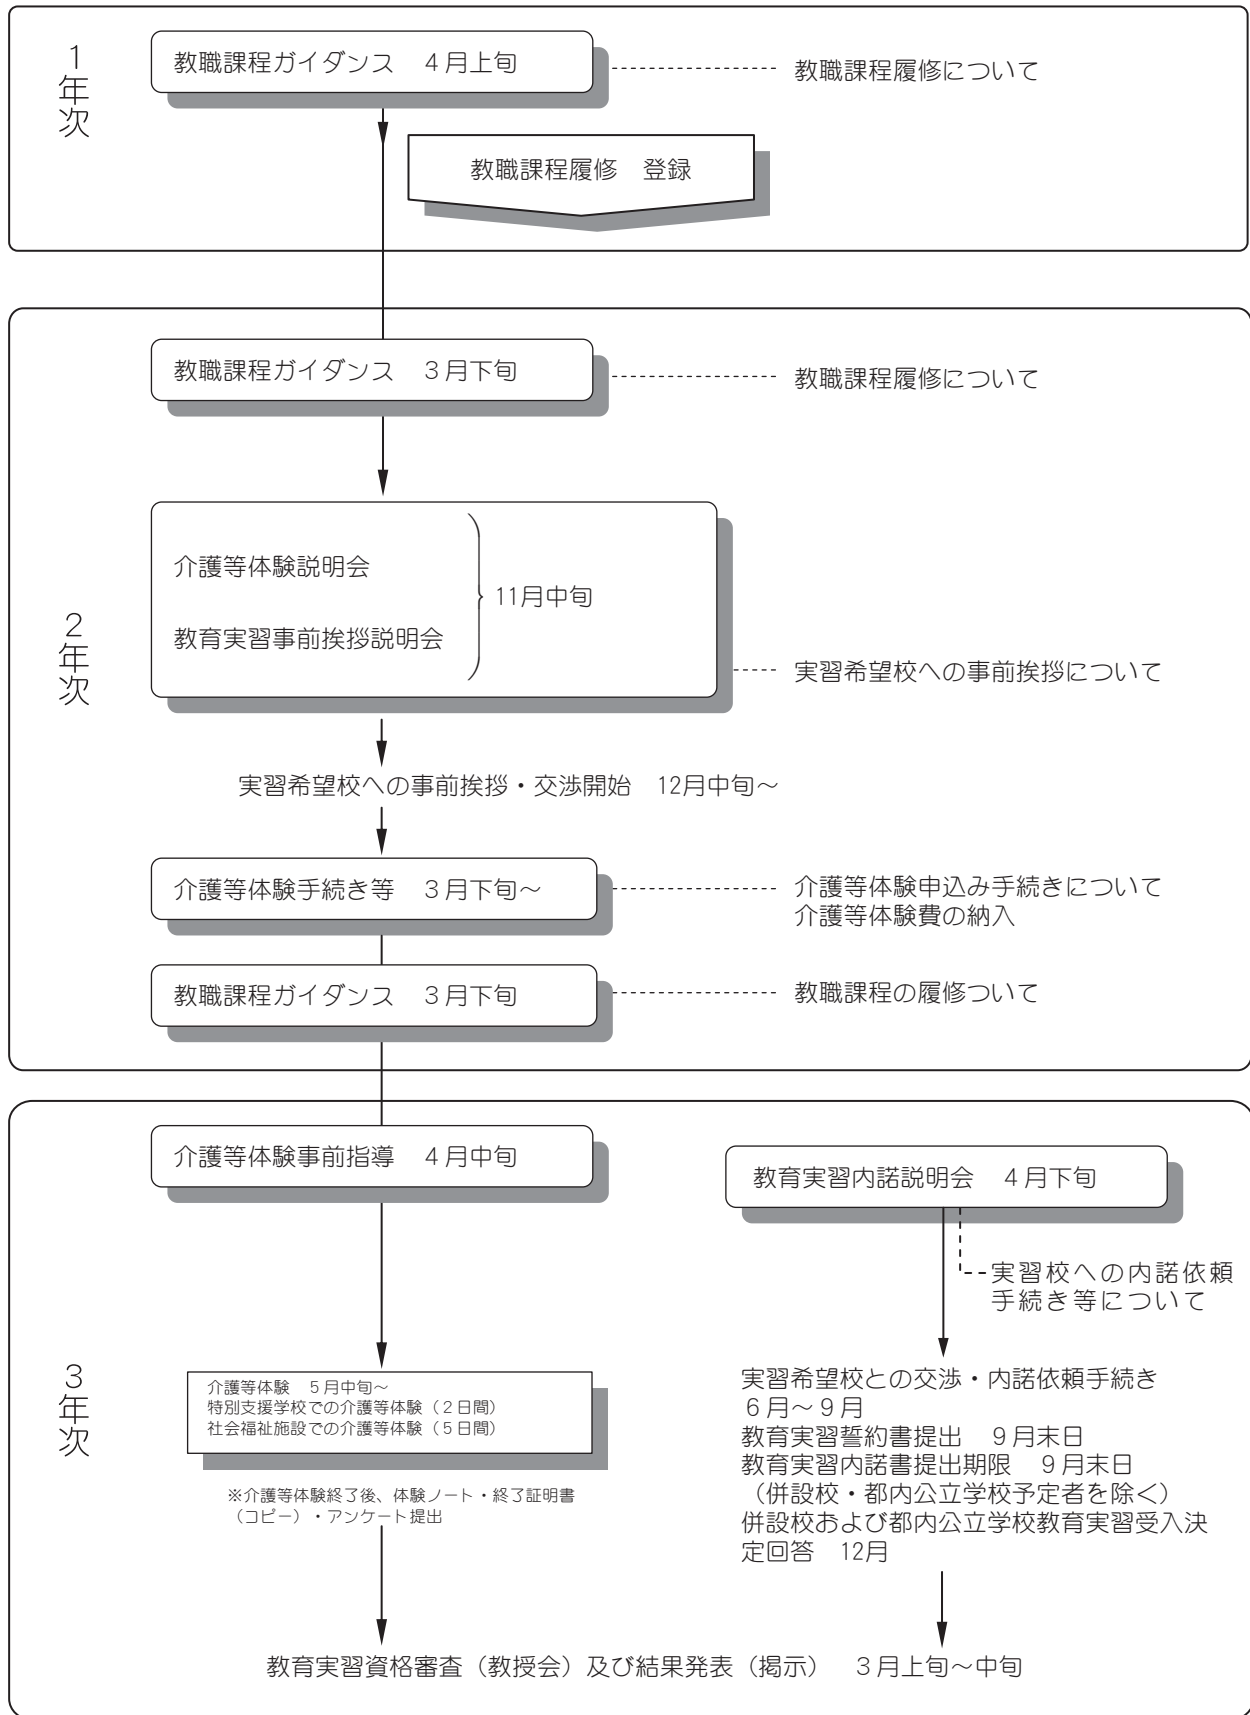 1年次
教職課程ガイダンス　4月上旬
教職課程履修について
教職課程履修　登録
2年次
教職課程ガイダンス　3月下旬
教職課程履修について
介護等体験説明会
教育実習事前挨拶説明会
11月中旬
実習希望校への事前挨拶について
実習希望校への事前挨拶・交渉開始　12月中旬～
介護等体験手続き等　3月下旬～
介護等体験申込み手続きについて
介護等体験費の納入
教職課程ガイダンス　3月下旬
教職課程の履修ついて
3年次
介護等体験事前指導　4月中旬
教育実習内諾説明会　4月下旬
実習校への内諾依頼
手続き等について
介護等体験　5月中旬～
特別支援学校での介護等体験（2日間）
社会福祉施設での介護等体験（5日間）
※介護等体験終了後、体験ノート・終了証明書
（コピー）・アンケート提出
実習希望校との交渉・内諾依頼手続き
6月～9月
教育実習誓約書提出　9月末日
教育実習内諾書提出期限　9月末日
（併設校・都内公立学校予定者を除く）
併設校および都内公立学校教育実習受入決
定回答　12月
教育実習資格審査（教授会）及び結果発表（掲示）　3月上旬～中旬